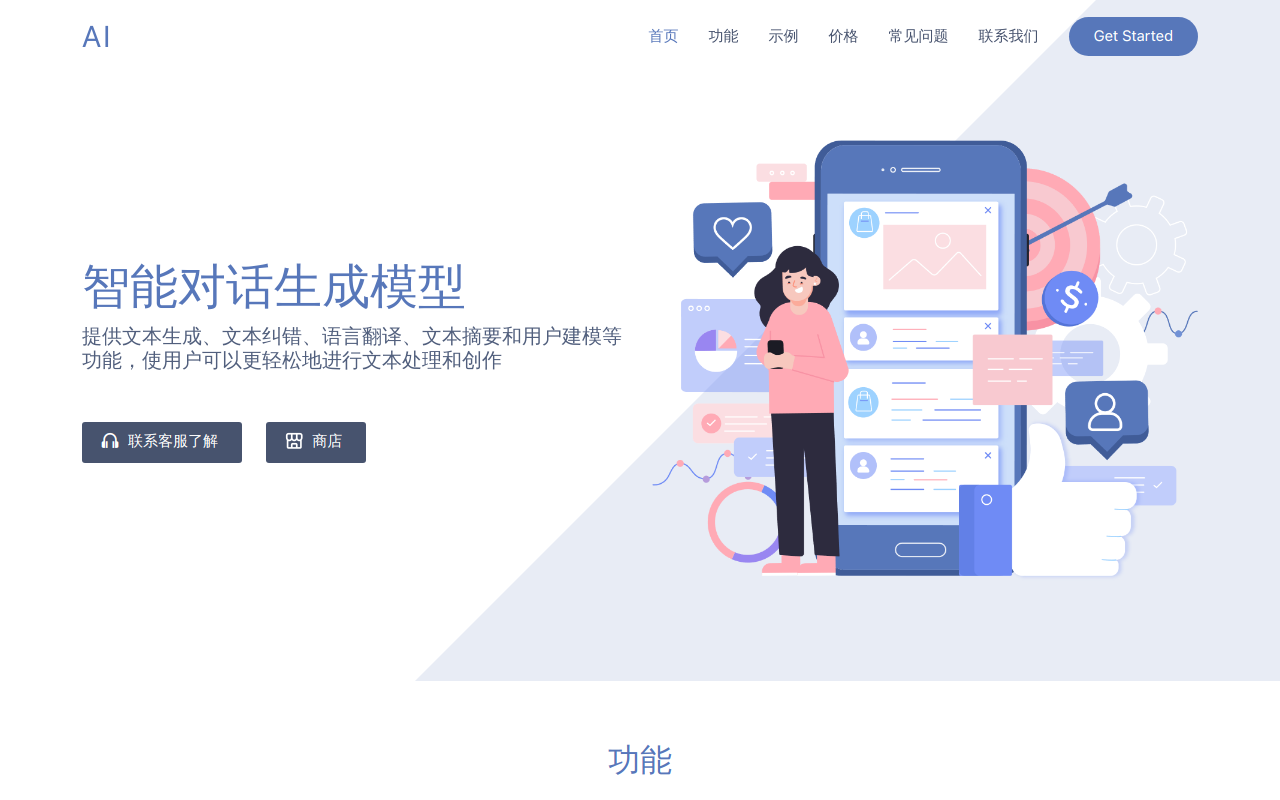 AI
首页 功能 示例 价格 常见问题 联系我们 Get Started
智能对话生成模型
提供文本生成、文本纠错、语言翻译、文本摘要和用户建模等
功能，使用户可以更轻松地进行文本处理和创作
联系客服了解 商店
功能